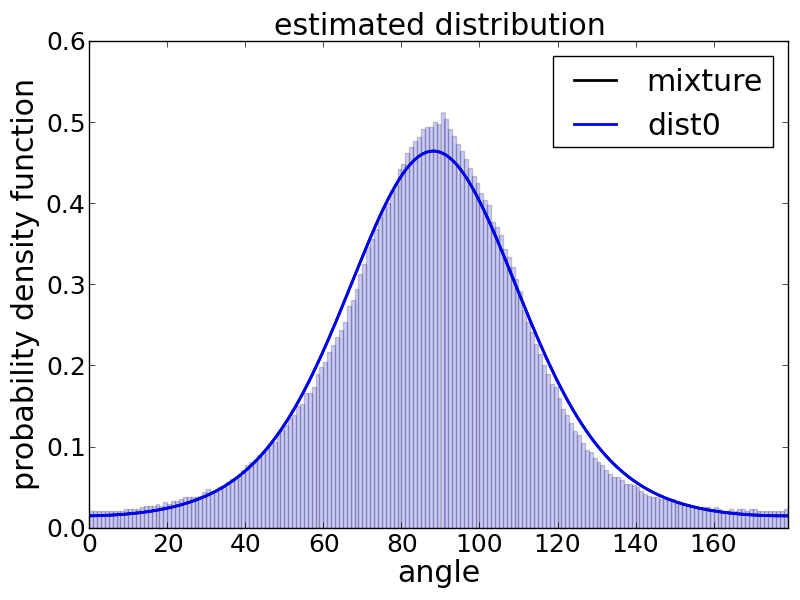 estimated distribution
0.6
0.5
0.4
0.3
0.2
0.1
0.0
probability density function
mixture
dist0
0 20 40 60 80 100 120 140 160
angle